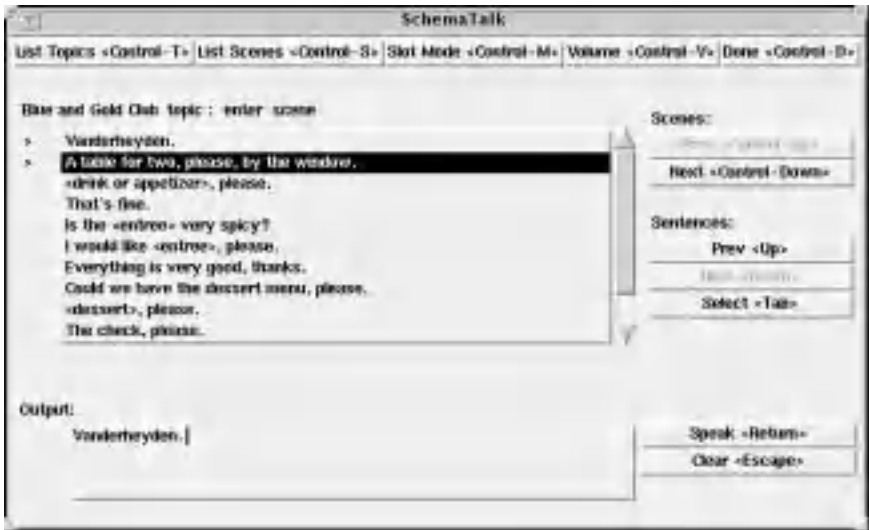 SchemaTalk
List Topics <Control-T> List Scenes <Control-S> Slot Mode <Control-M> Volume <Control-V> Done <Control-D>
Blue and Gold Club topic: enter scene
> Vanderheyden.
> A table for two, please, by the window.
<drink or appetizer>, please.
That's fine.
Is the <entree> very spicy?
I would like <entree>, please.
Everything is very good, thanks.
Could we have the dessert menu, please.
<dessert>, please.
The check, please.
Scenes:
Next <Control-Down>
Sentences:
Prev <Up>
Select <Tab>
Output:
Vanderheyden.
Speak <Return>
Clear <Escape>